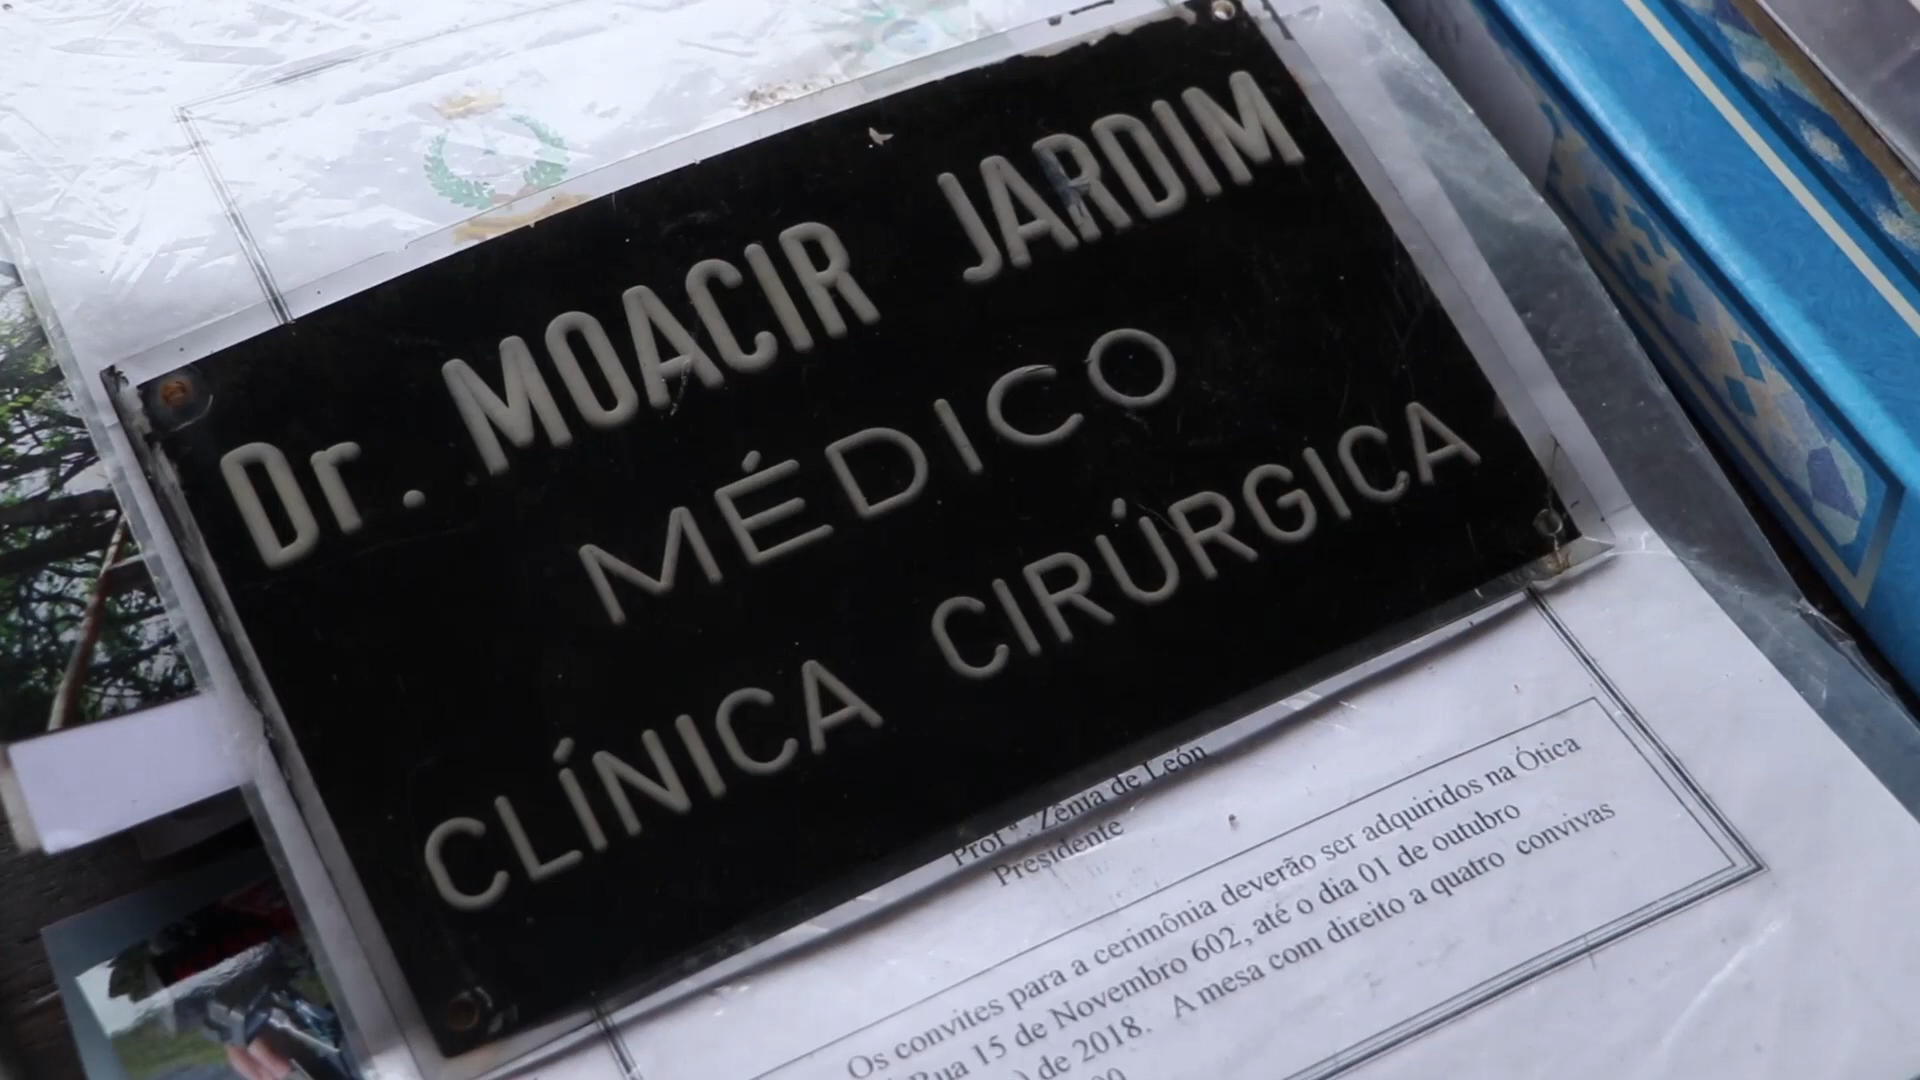 Dr. MOACIR JARDIM
MÉDICO
CLÍNICA CIRÚRGICA
Profª. Zênia de León
Presidente
Os convites para a cerimônia deverão ser adquiridos na Ótica
Rua 15 de Novembro 602, até o dia 01 de outubro
de 2018. A mesa com direito a quatro convivas